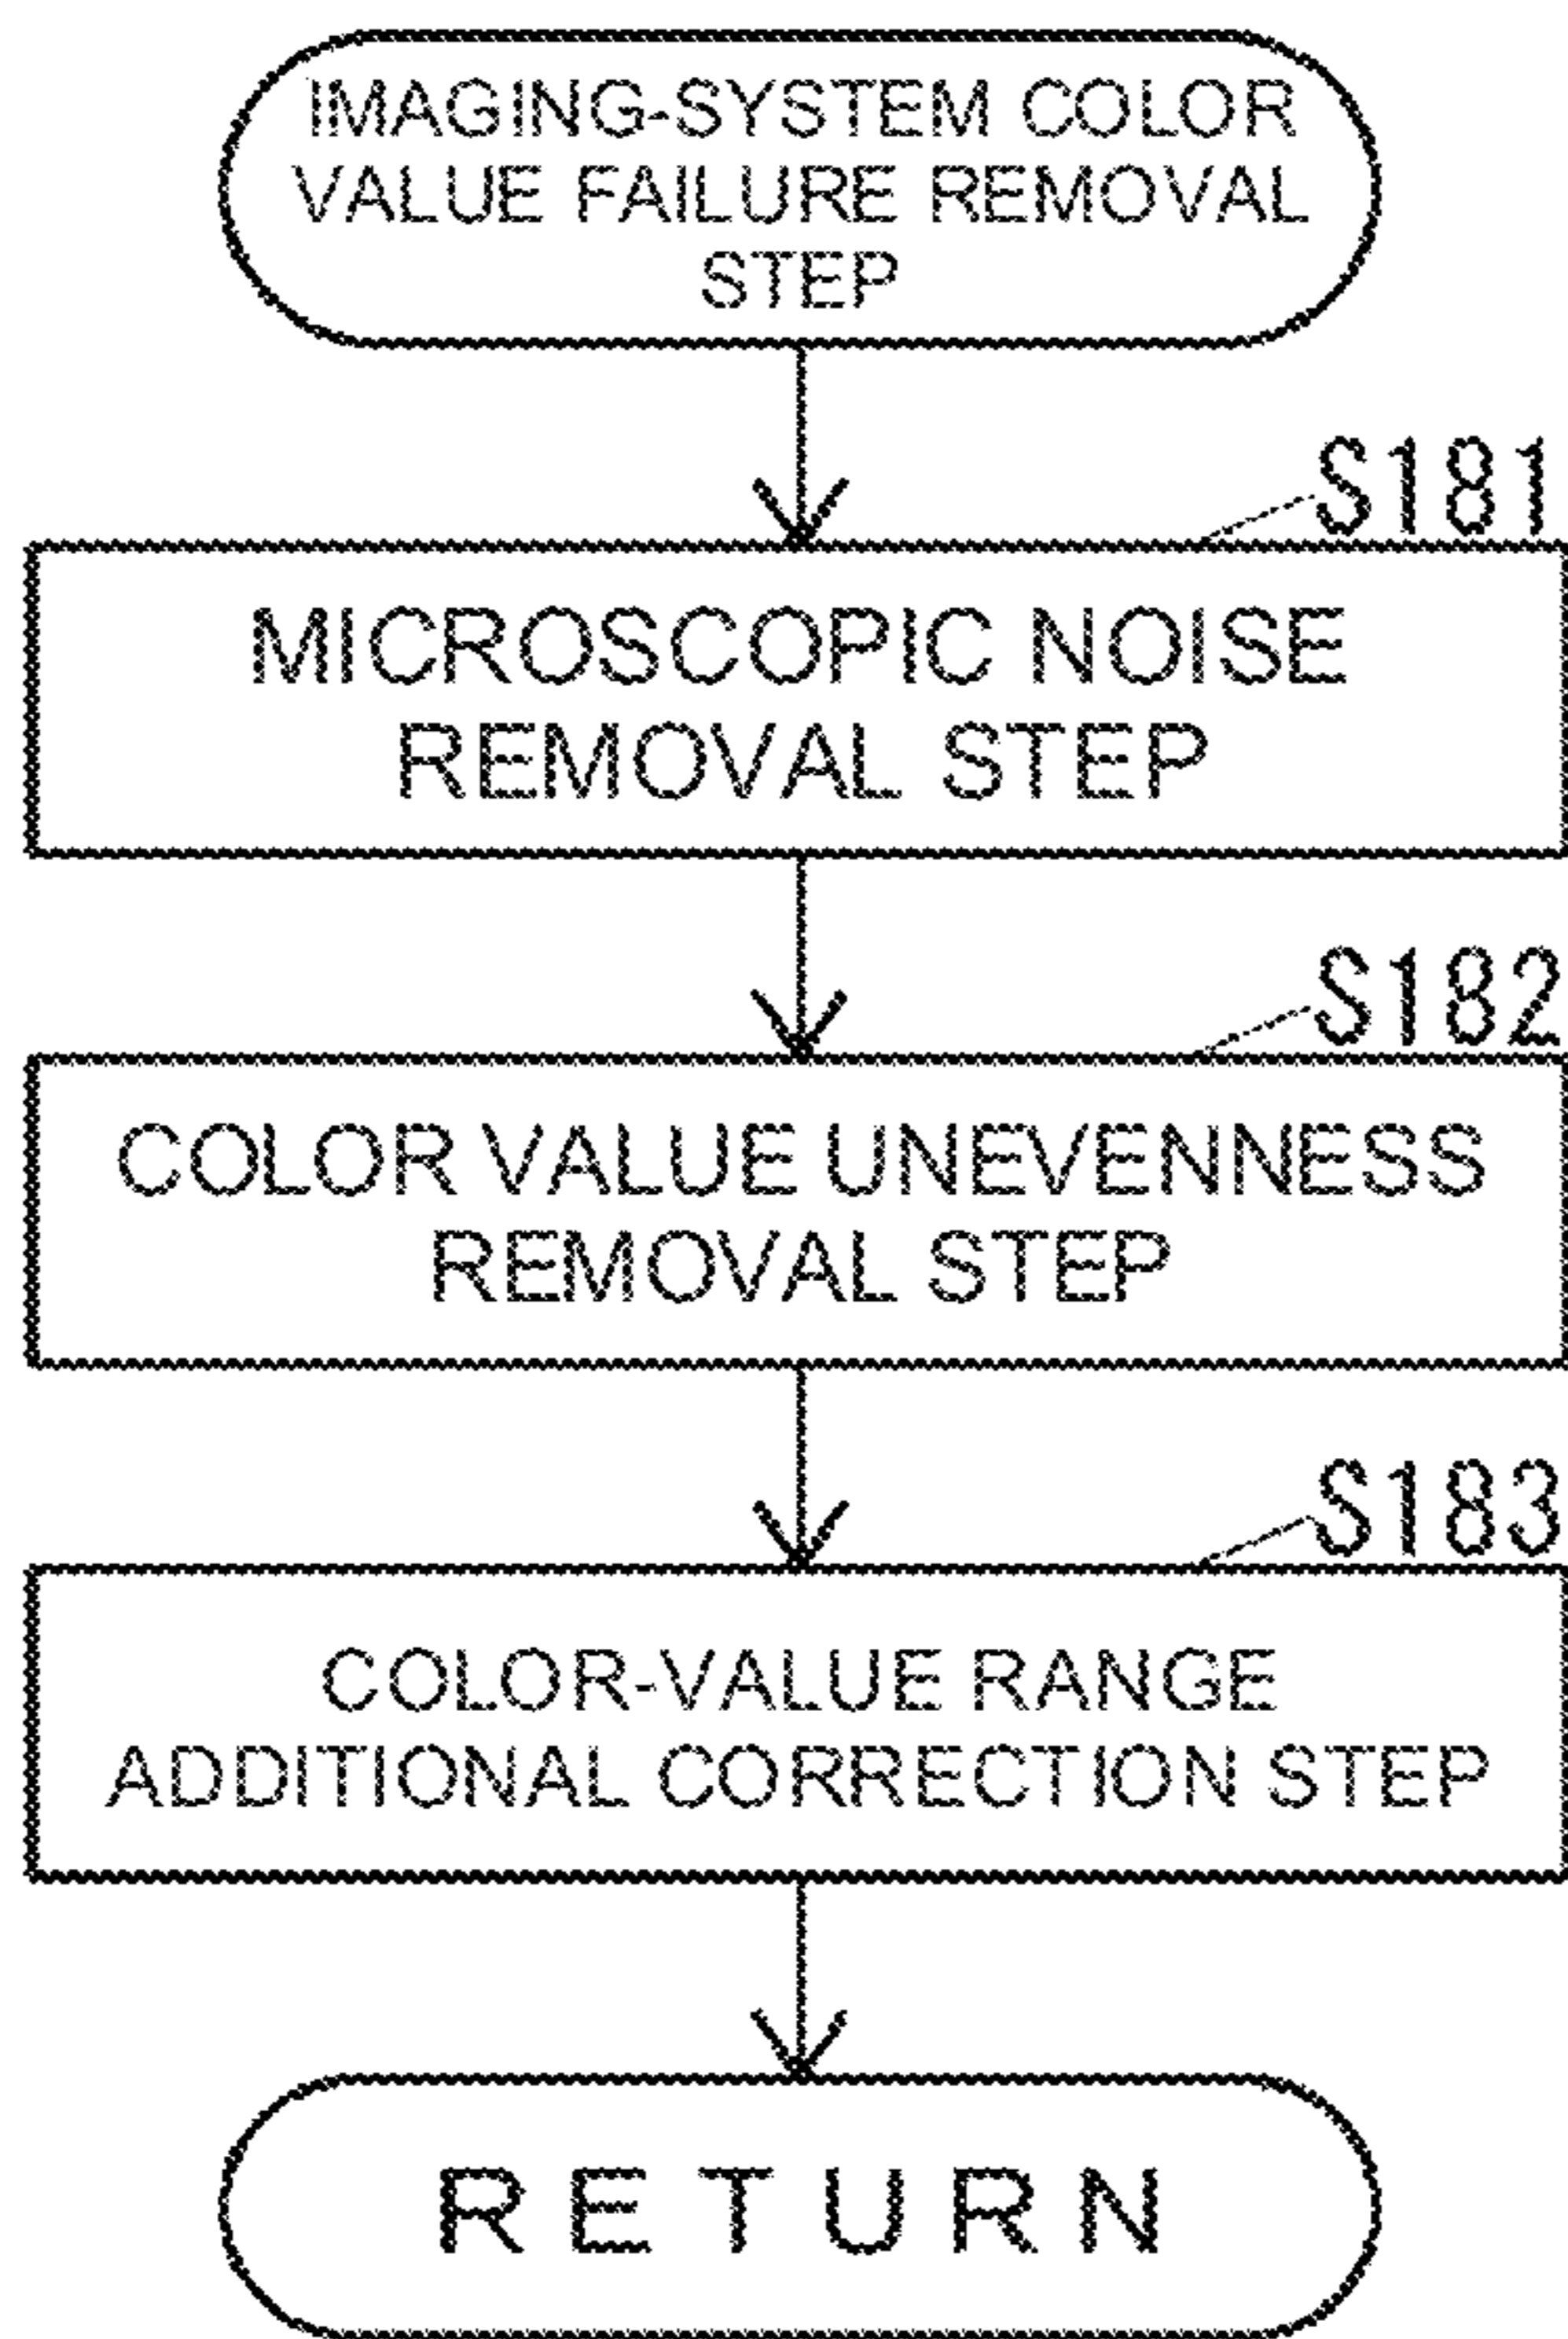 IMAGING-SYSTEM COLOR
VALUE FAILURE REMOVAL
STEP
S181
MICROSCOPIC NOISE
REMOVAL STEP
S182
COLOR VALUE UNEVENNESS
REMOVAL STEP
S183
COLOR-VALUE RANGE
ADDITIONAL CORRECTION STEP
RETURN